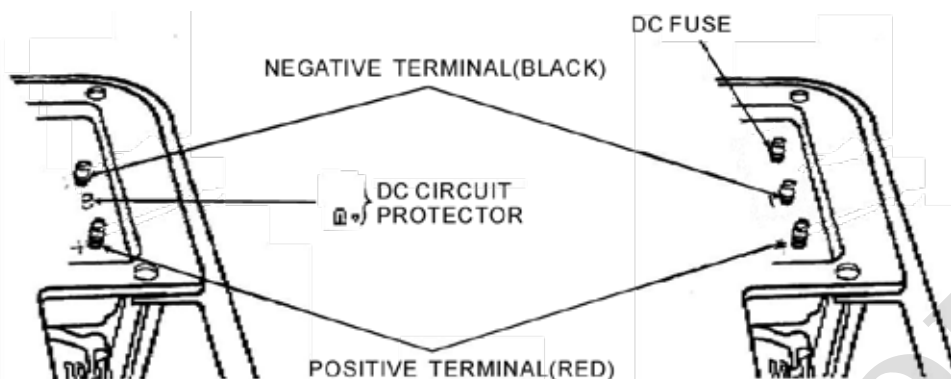 DC FUSE
NEGATIVE TERMINAL(BLACK)
DC CIRCUIT
PROTECTOR
POSITIVE TERMINAL(RED)